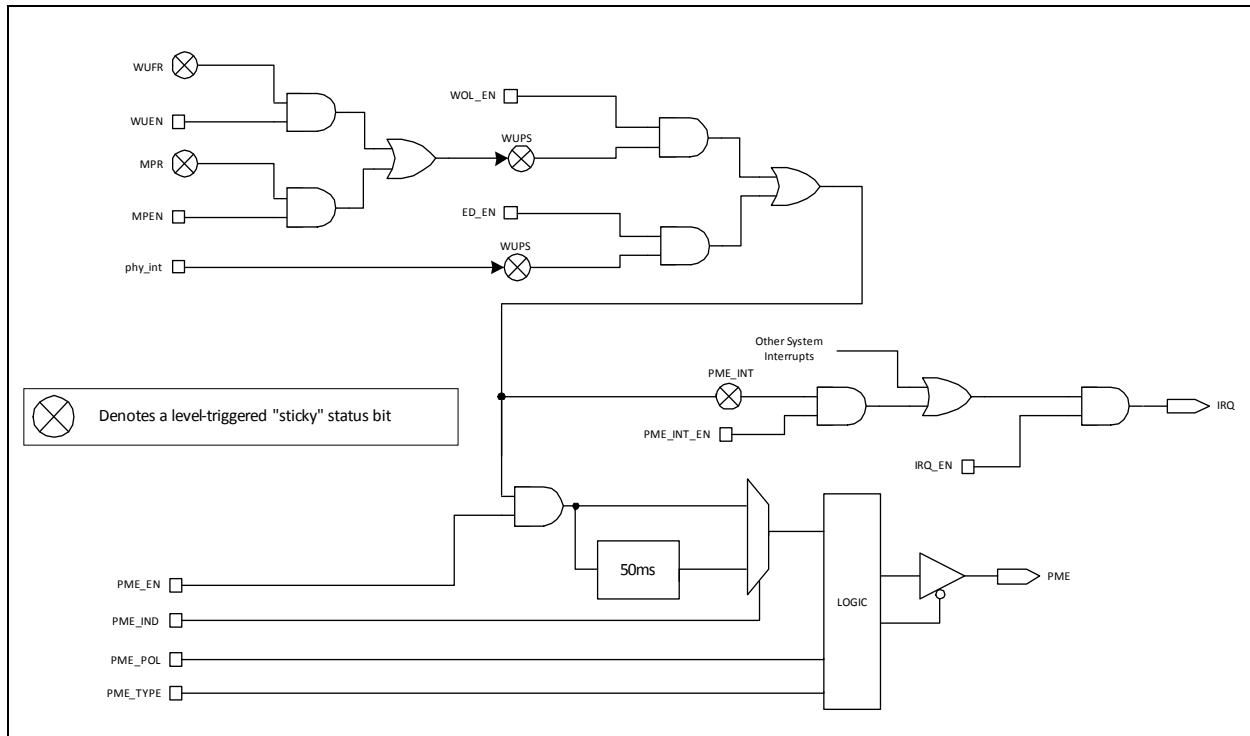 WUFR
WUEN
MPR
MPEN
phy_int
WOL_EN
WUPS
ED_EN
WUPS
Other System
Interrupts
PME_INT
PME_INT_EN
IRQ
IRQ_EN
Denotes a level-triggered "sticky" status bit
50ms
LOGIC
PME
PME_EN
PME_IND
PME_POL
PME_TYPE